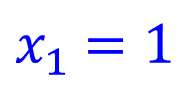 x₁ = 1